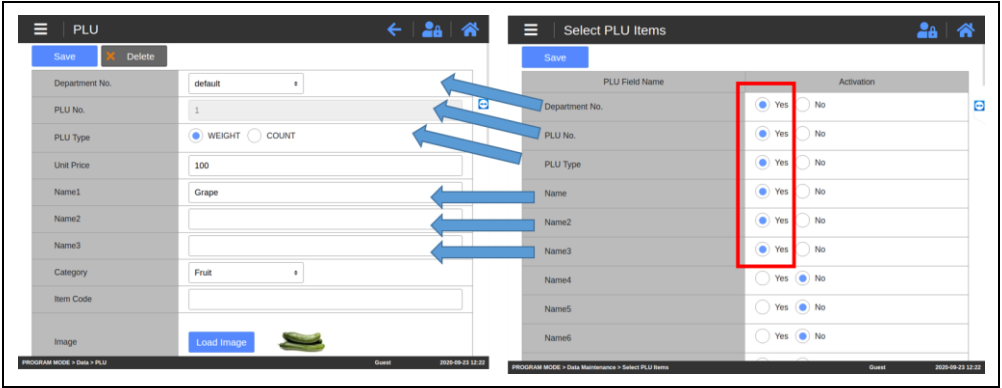 PLU
Save Delete
Department No. default
PLU No. 1
PLU Type WEIGHT COUNT
Unit Price 100
Name1 Grape
Name2
Name3
Category Fruit
Item Code
Image Load Image
PROGRAM MODE > Data > PLU Guest 2020-09-23 12:22
Select PLU Items
Save
PLU Field Name Activation
Department No. Yes No
PLU No. Yes No
PLU Type Yes No
Name Yes No
Name2 Yes No
Name3 Yes No
Name4 Yes No
Name5 Yes No
Name6 Yes No
PROGRAM MODE > Data Maintenance > Select PLU Items Guest 2020-09-23 12:22